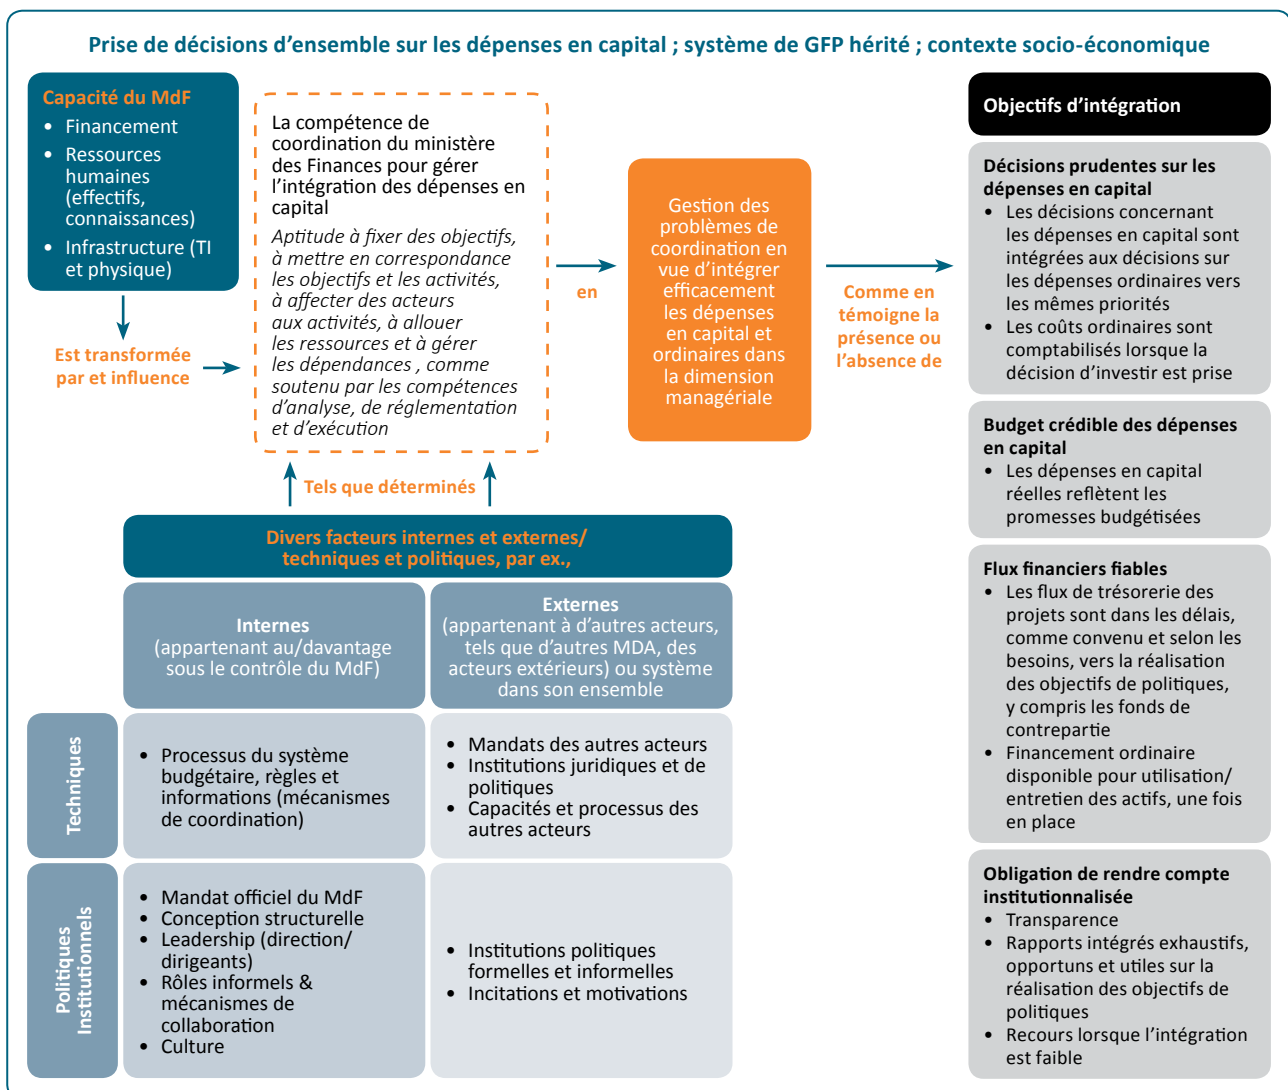 Prise de décisions d’ensemble sur les dépenses en capital ; système de GFP hérité ; contexte socio-économique
Capacité du MdF
• Financement
• Ressources
humaines
(effectifs,
connaissances)
• Infrastructure (TI
et physique)
Est transformée
par et influence
La compétence de
coordination du ministère
des Finances pour gérer
l’intégration des dépenses en
capital
Aptitude à fixer des objectifs,
à mettre en correspondance
les objectifs et les activités,
à affecter des acteurs
aux activités, à allouer
les ressources et à gérer
les dépendances , comme
soutenu par les compétences
d’analyse, de réglementation
et d’exécution
en
Gestion des
problèmes de
coordination en
vue d’intégrer
efficacement
les dépenses
en capital et
ordinaires dans
la dimension
managériale
Comme en
témoigne la
présence ou
l’absence de
Tels que déterminés
Divers facteurs internes et externes/
techniques et politiques, par ex.,
Internes
(appartenant au/davantage
sous le contrôle du MdF)
Externes
(appartenant à d’autres acteurs,
tels que d’autres MDA, des
acteurs extérieurs) ou système
dans son ensemble
Techniques
• Processus du système
budgétaire, règles et
informations (mécanismes
de coordination)
• Mandats des autres acteurs
• Institutions juridiques et de
politiques
• Capacités et processus des
autres acteurs
Politiques
Institutionnels
• Mandat officiel du MdF
• Conception structurelle
• Leadership (direction/
dirigeants)
• Rôles informels &
mécanismes de
collaboration
• Culture
• Institutions politiques
formelles et informelles
• Incitations et motivations
Objectifs d’intégration
Décisions prudentes sur les
dépenses en capital
• Les décisions concernant
les dépenses en capital sont
intégrées aux décisions sur
les dépenses ordinaires vers
les mêmes priorités
• Les coûts ordinaires sont
comptabilisés lorsque la
décision d’investir est prise
Budget crédible des dépenses
en capital
• Les dépenses en capital
réelles reflètent les
promesses budgétisées
Flux financiers fiables
• Les flux de trésorerie des
projets sont dans les délais,
comme convenu et selon les
besoins, vers la réalisation
des objectifs de politiques,
y compris les fonds de
contrepartie
• Financement ordinaire
disponible pour utilisation/
entretien des actifs, une fois
en place
Obligation de rendre compte
institutionnalisée
• Transparence
• Rapports intégrés exhaustifs,
opportuns et utiles sur la
réalisation des objectifs de
politiques
• Recours lorsque l’intégration
est faible